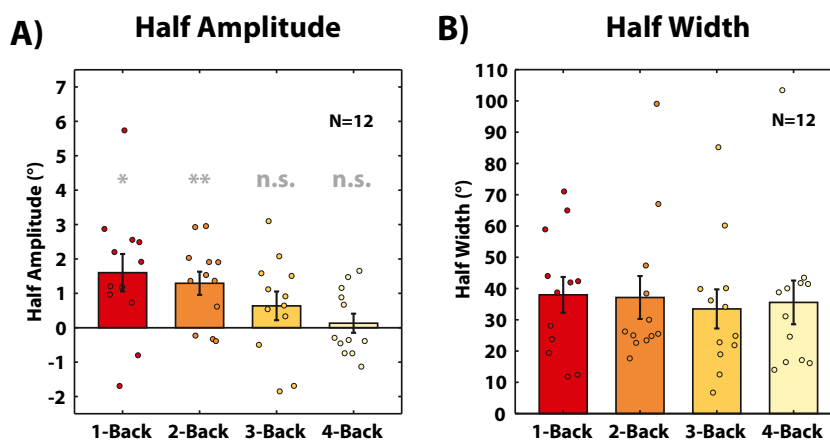 A)
Half Amplitude
7
6
5
4
3
2
1
0
-1
-2
Half Amplitude (°)
N=12
*
**
n.s.
n.s.
1-Back
2-Back
3-Back
4-Back
B)
Half Width
110
100
90
80
70
60
50
40
30
20
10
0
Half Width (°)
N=12
1-Back
2-Back
3-Back
4-Back